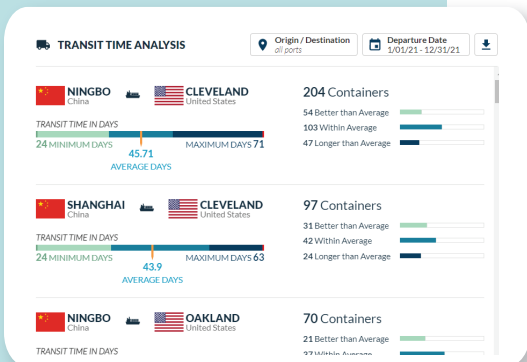 TRANSIT TIME ANALYSIS
Origin / Destination
all ports
Departure Date
1/01/21 - 12/31/21
NINGBO
China
CLEVELAND
United States
TRANSIT TIME IN DAYS
24 MINIMUM DAYS
MAXIMUM DAYS 71
45.71
AVERAGE DAYS
204 Containers
54 Better than Average
103 Within Average
47 Longer than Average
SHANGHAI
China
CLEVELAND
United States
TRANSIT TIME IN DAYS
24 MINIMUM DAYS
MAXIMUM DAYS 63
43.9
AVERAGE DAYS
97 Containers
31 Better than Average
42 Within Average
24 Longer than Average
NINGBO
China
OAKLAND
United States
TRANSIT TIME IN DAYS
70 Containers
21 Better than Average
37 Within Average